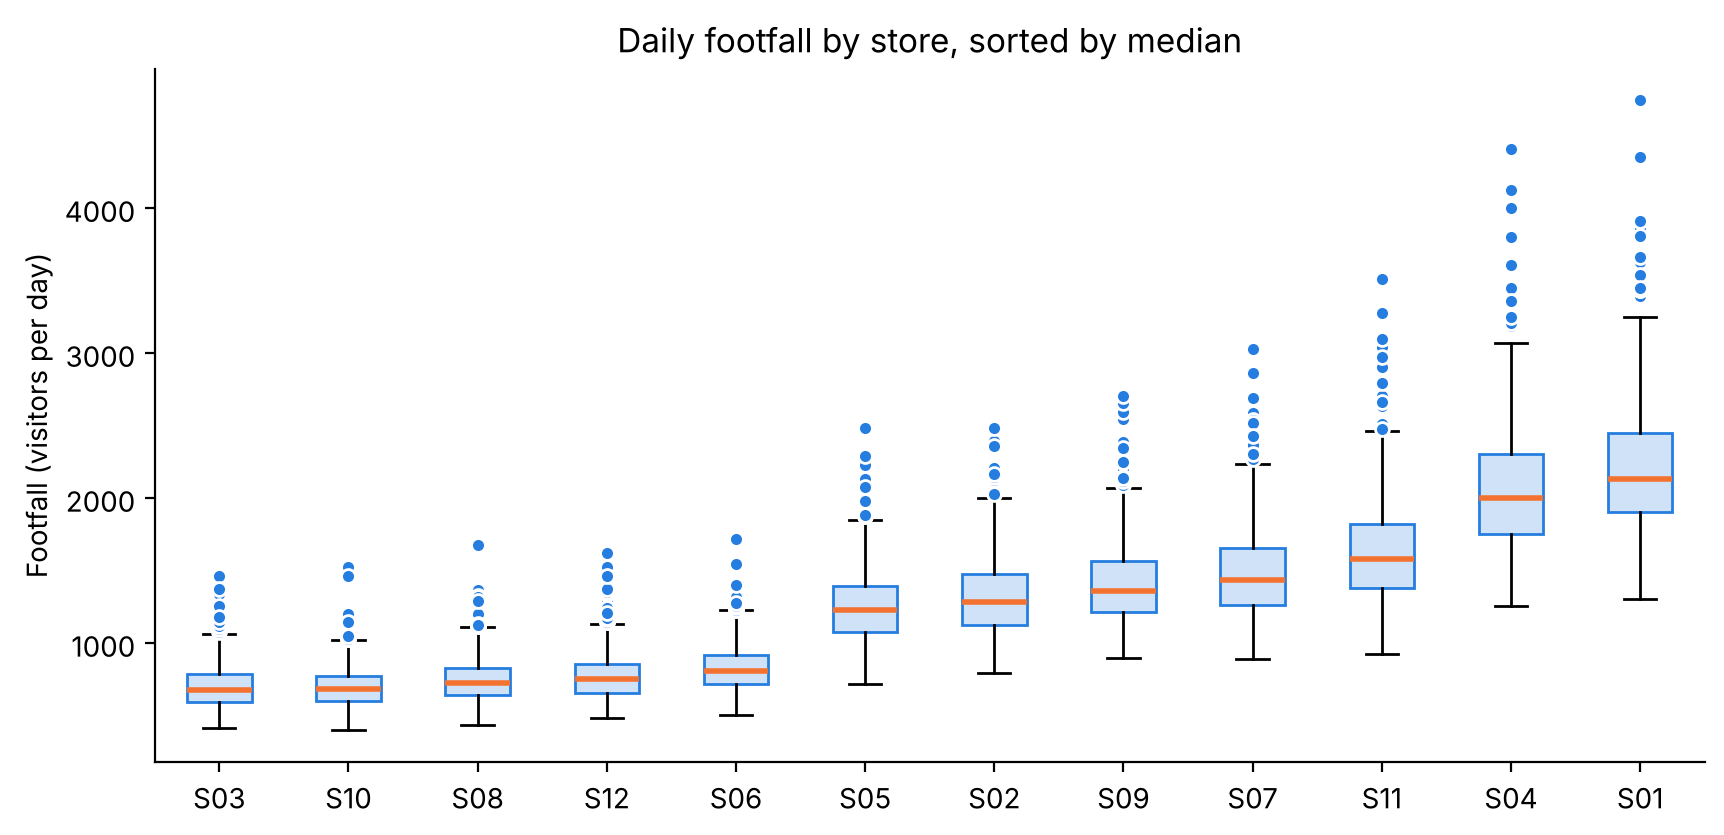 Daily footfall by store, sorted by median
Footfall (visitors per day)
4000
3000
2000
1000
S03 S10 S08 S12 S06 S05 S02 S09 S07 S11 S04 S01